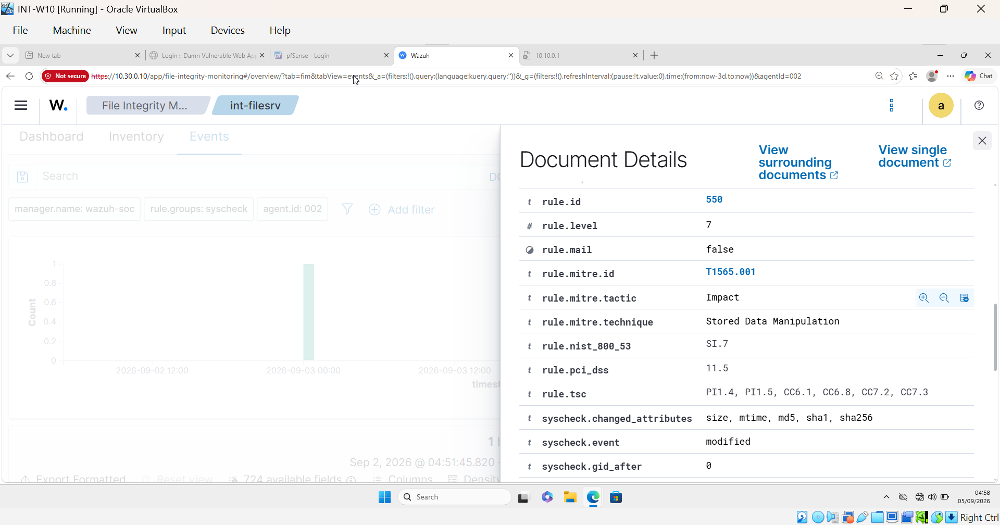 INT-W10 [Running] - Oracle VirtualBox
File Machine View Input Devices Help
New tab
Login :: Damn Vulnerable Web Ap
pfSense - Login
Wazuh
10.10.0.1
Not secure https://10.30.0.10/app/file-integrity-monitoring#/overview/?tab=fim&tabView=events&_a=(filters:!(),query:(language:kuery,query:''))&_g=(filters:!(),refreshInterval:(pause:!t,value:0),time:(from:now-3d,to:now))&agentId=002
Chat
W. File Integrity M... int-filesrv a
Dashboard Inventory Events
Search
manager.name: wazuh-soc rule.groups: syscheck agent.id: 002 Add filter
Count
1
0.8
0.6
0.4
0.2
0
2026-09-02 12:00 2026-09-03 00:00 2026-09-03 12:00
Sep 2, 2026 @ 04:51:45.820 -
Export Formatted Reset view 724 available fields Columns Density
Document Details
View surrounding documents
View single document
t rule.id 550
# rule.level 7
rule.mail false
t rule.mitre.id T1565.001
t rule.mitre.tactic Impact
t rule.mitre.technique Stored Data Manipulation
t rule.nist_800_53 SI.7
t rule.pci_dss 11.5
t rule.tsc PI1.4, PI1.5, CC6.1, CC6.8, CC7.2, CC7.3
t syscheck.changed_attributes size, mtime, md5, sha1, sha256
t syscheck.event modified
t syscheck.gid_after 0
Search
04:58
05/09/2026
Right Ctrl